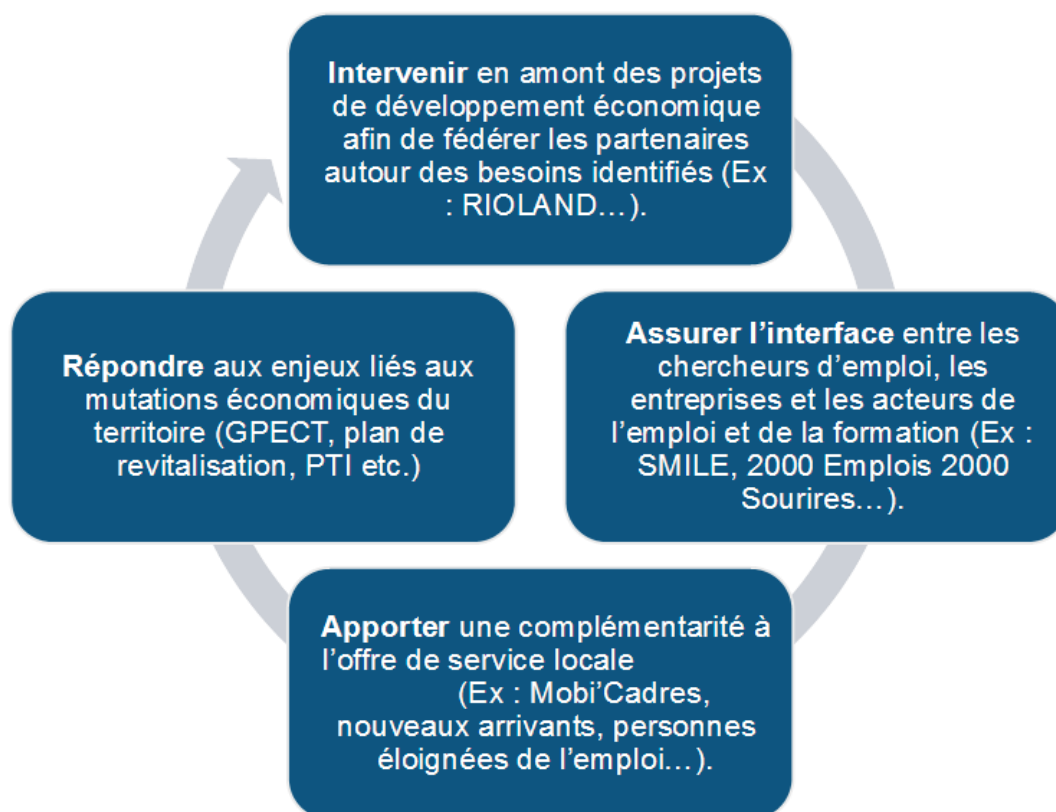 Intervenir en amont des projets
de développement économique
afin de fédérer les partenaires
autour des besoins identifiés (Ex
: RIOLAND…).
Assurer l’interface entre les
chercheurs d’emploi, les
entreprises et les acteurs de
l’emploi et de la formation (Ex :
SMILE, 2000 Emplois 2000
Sourires…).
Apporter une complémentarité à
l’offre de service locale
(Ex : Mobi’Cadres,
nouveaux arrivants, personnes
éloignées de l’emploi…).
Répondre aux enjeux liés aux
mutations économiques du
territoire (GPECT, plan de
revitalisation, PTI etc.)